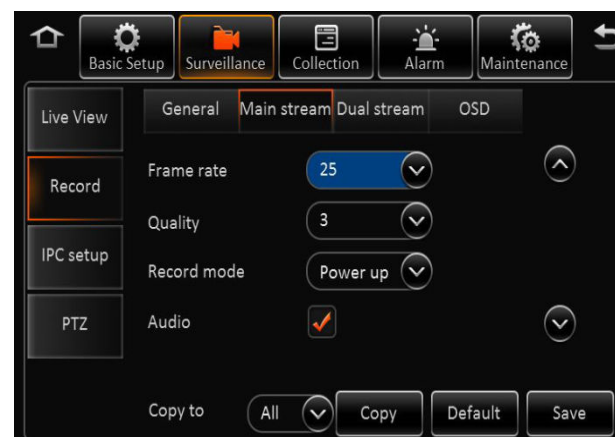 Basic Setup Surveillance Collection Alarm Maintenance
Live View General Main stream Dual stream OSD
Frame rate 25
Record
Quality 3
IPC setup
Record mode Power up
PTZ Audio
Copy to All Copy Default Save